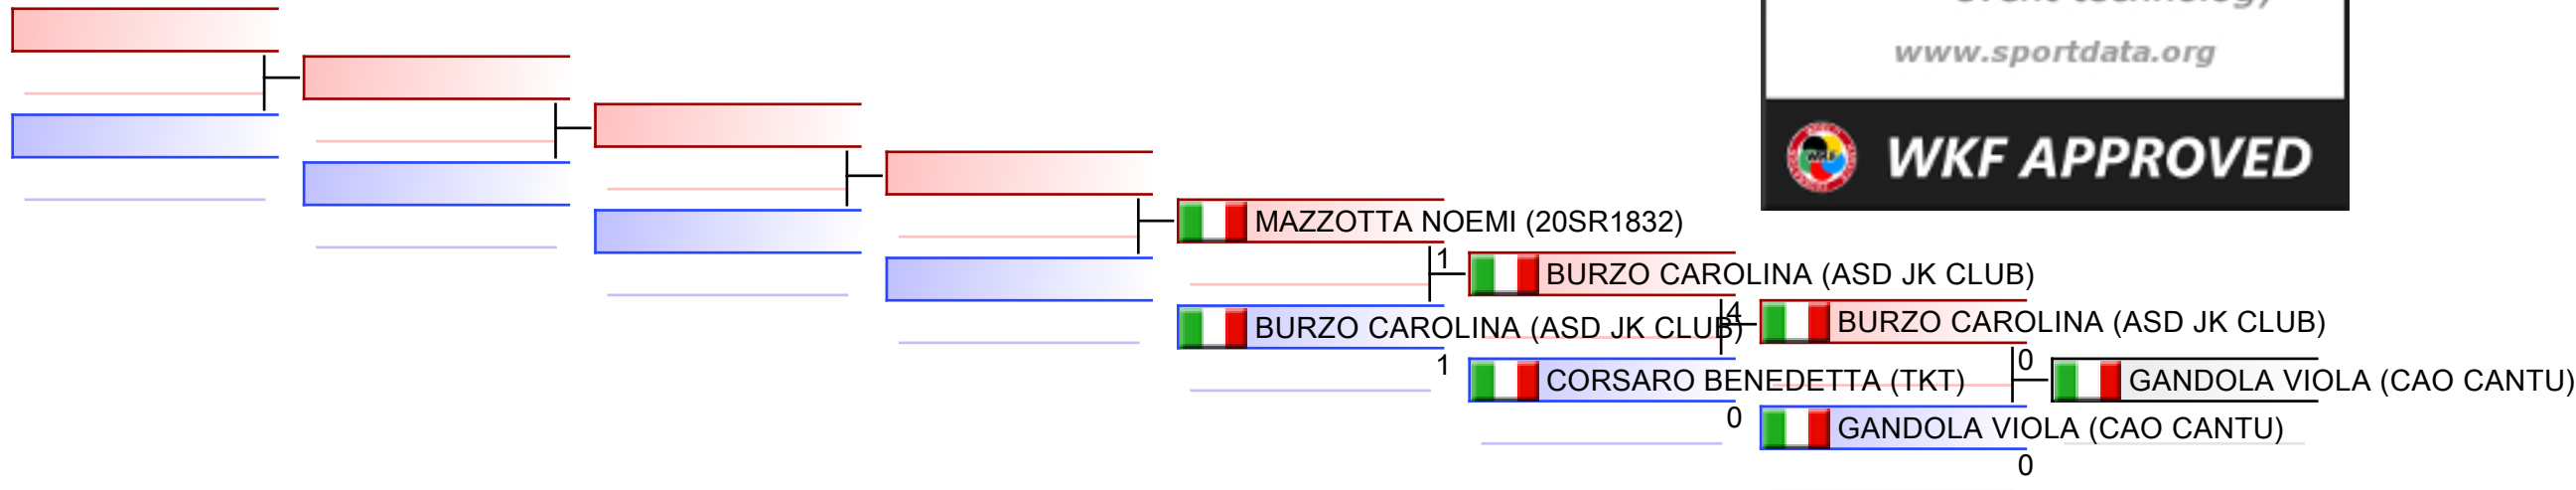 event technology
www.sportdata.org
WKF APPROVED
MAZZOTTA NOEMI (20SR1832)
1
BURZO CAROLINA (ASD JK CLUB)
BURZO CAROLINA (ASD JK CLUB)
1
4
BURZO CAROLINA (ASD JK CLUB)
CORSARO BENEDETTA (TKT)
0
0
GANDOLA VIOLA (CAO CANTU)
GANDOLA VIOLA (CAO CANTU)
0